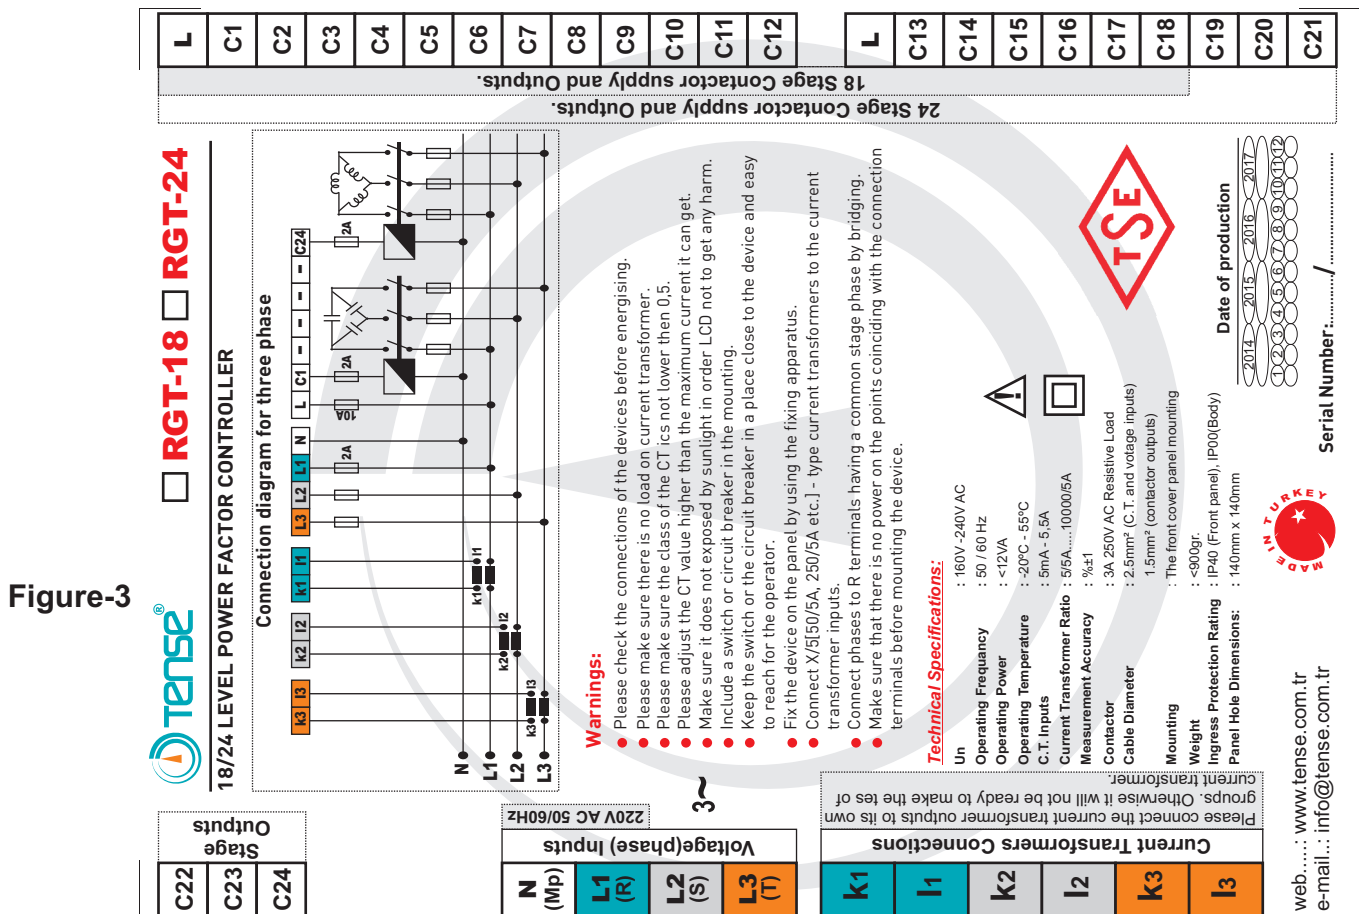 Figure-3
L C1 C2 C3 C4 C5 C6 C7 C8 C9 C10 C11 C12
L C13 C14 C15 C16 C17 C18 C19 C20 C21
18 Stage Contactor supply and Outputs.
24 Stage Contactor supply and Outputs.
TENSE®
RGT-18 RGT-24
18/24 LEVEL POWER FACTOR CONTROLLER
Connection diagram for three phase
k3 l3 k2 l2 k1 l1 L3 L2 L1 N L C1 - - - - C24
2A 10A 2A 2A
k1 l1
k2 l2
k3 l3
N
L1
L2
L3
Warnings:
Please check the connections of the devices before energising.
Please make sure there is no load on current transformer.
Please make sure the class of the CT ics not lower then 0,5.
Please adjust the CT value higher than the maximum current it can get.
Make sure it does not exposed by sunlight in order LCD not to get any harm.
Include a switch or circuit breaker in the mounting.
Keep the switch or the circuit breaker in a place close to the device and easy
to reach for the operator.
Fix the device on the panel by using the fixing apparatus.
Connect X/5[50/5A, 250/5A etc.] - type current transformers to the current
transformer inputs.
Connect phases to R terminals having a common stage phase by bridging.
Make sure that there is no power on the points coinciding with the connection
terminals before mounting the device.
Technical Specifications:
Un : 160V -240V AC
Operating Frequancy : 50 / 60 Hz
Operating Power : <12VA
Operating Temperature : -20ºC - 55ºC
C.T. Inputs : 5mA - 5,5A
Current Transformer Ratio : 5/5A.....10000/5A
Measurement Accuracy : %±1
Contactor : 3A 250V AC Resistive Load
Cable Diameter : 2.5mm² (C.T. and votage inputs)
1.5mm² (contactor outputs)
Mounting : The front cover panel mounting
Weight : <900gr.
Ingress Protection Rating : IP40 (Front panel), IP00(Body)
Panel Hole Dimensions: : 140mm x 140mm
TSE
Date of production
2014 2015 2016 2017
1 2 3 4 5 6 7 8 9 10 11 12
Serial Number:............/....................
MADE IN TURKEY
web.....: www.tense.com.tr
e-mail..: info@tense.com.tr
Stage
Outputs
C22 C23 C24
220V AC 50/60Hz
3~
Voltage(phase) Inputs
N (Mp) L1 (R) L2 (S) L3 (T)
Please connect the current transformer outputs to its own
groups. Otherwise it will not be ready to make the tes of
current transformer.
Current Transformers Connections
k1 l1 k2 l2 k3 l3